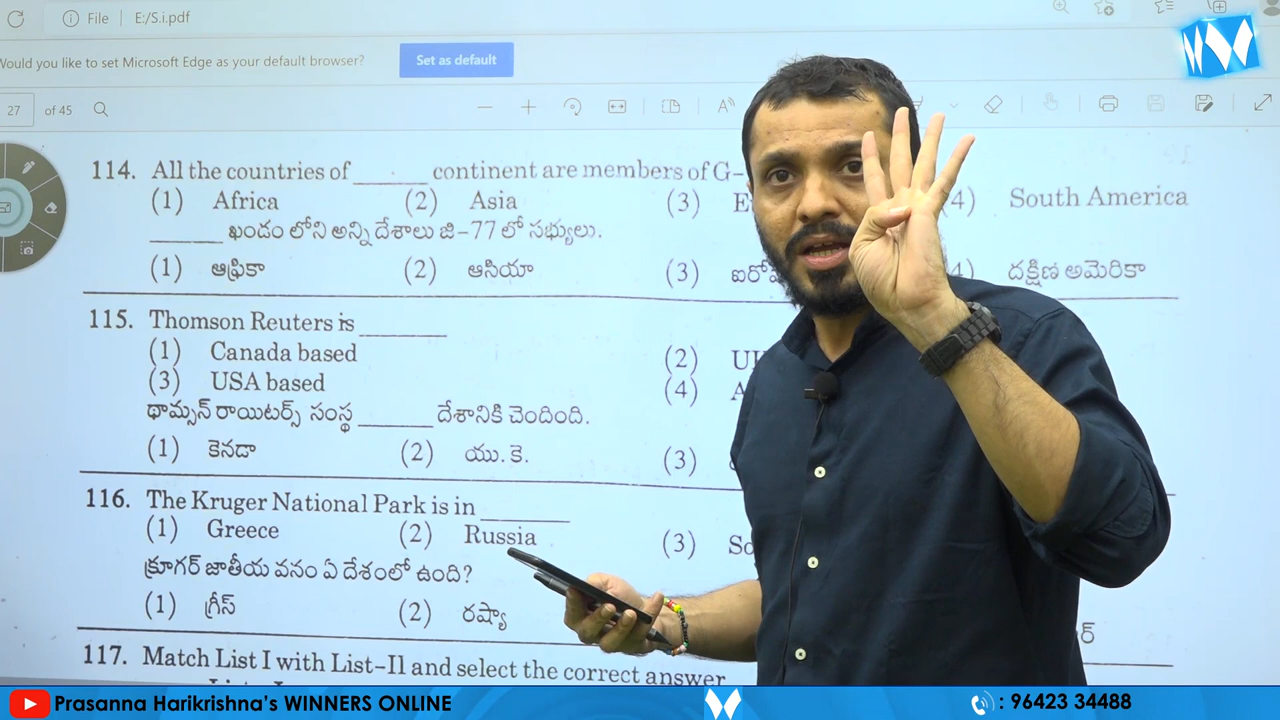 File E:/S.i.pdf
Would you like to set Microsoft Edge as your default browser? Set as default
27 of 45
114. All the countries of ______ continent are members of G-
(1) Africa (2) Asia (3) (4) South America
______ ఖండం లోని అన్ని దేశాలు జి-77 లో సభ్యులు.
(1) ఆఫ్రికా (2) ఆసియా (3) (4) దక్షిణ అమెరికా
115. Thomson Reuters is ______
(1) Canada based (2)
(3) USA based (4)
థామ్సన్ రాయిటర్స్ సంస్థ ______ దేశానికి చెందింది.
(1) కెనడా (2) యు. కె. (3)
116. The Kruger National Park is in ______
(1) Greece (2) Russia (3)
క్రూగర్ జాతీయ వనం ఏ దేశంలో ఉంది?
(1) గ్రీస్ (2) రష్యా
117. Match List I with List-II and select the correct answer
Prasanna Harikrishna's WINNERS ONLINE W : 96423 34488